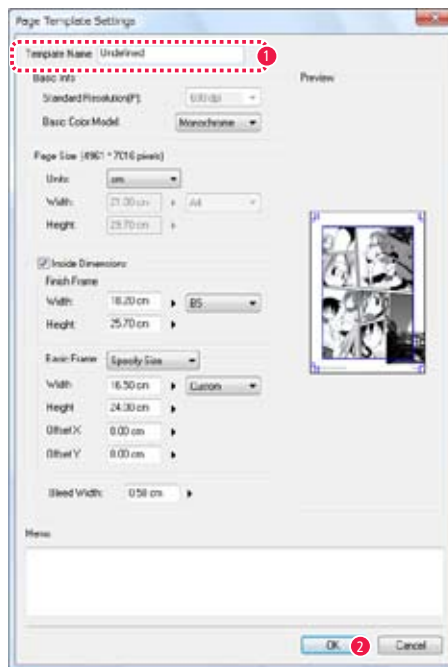 Page Template Settings
Template Name Undefined 1
Basic Info Preview
Standard Resolution(P): 600 dpi
Basic Color Model: Monochrome
Page Size (4961 * 7016 pixels)
Units: cm
Width: 21.00 cm A4
Height: 29.70 cm
Inside Dimensions
Finish Frame
Width: 18.20 cm B5
Height 25.70 cm
Basic Frame Specify Size
Width: 16.50 cm Custom
Height 24.00 cm
Offset X 0.00 cm
Offset Y 0.00 cm
Bleed Width: 0.50 cm
Memo
OK 2 Cancel